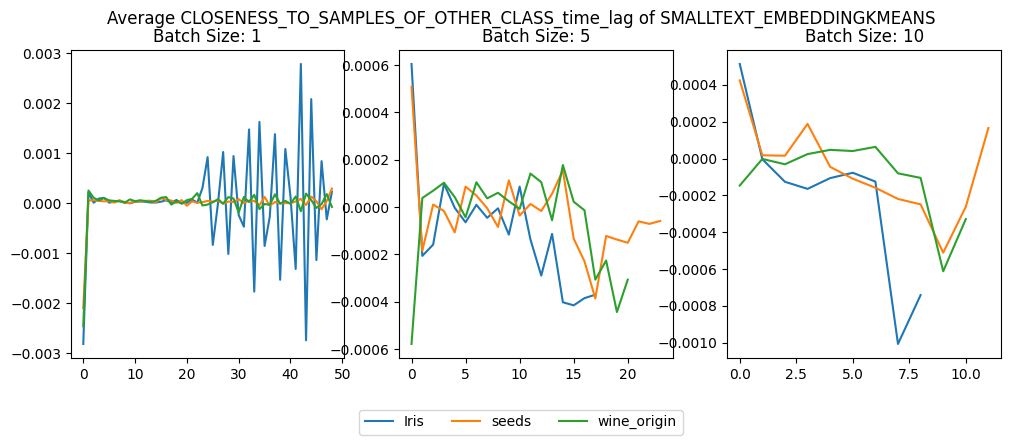 Average CLOSENESS_TO_SAMPLES_OF_OTHER_CLASS_time_lag of SMALLTEXT_EMBEDDINGKMEANS
Batch Size: 1
0.003
0.002
0.001
0.000
−0.001
−0.002
−0.003
0 10 20 30 40 50
Batch Size: 5
0.0006
0.0004
0.0002
0.0000
−0.0002
−0.0004
−0.0006
0 5 10 15 20
Batch Size: 10
0.0004
0.0002
0.0000
−0.0002
−0.0004
−0.0006
−0.0008
−0.0010
0.0 2.5 5.0 7.5 10.0
Iris seeds wine_origin